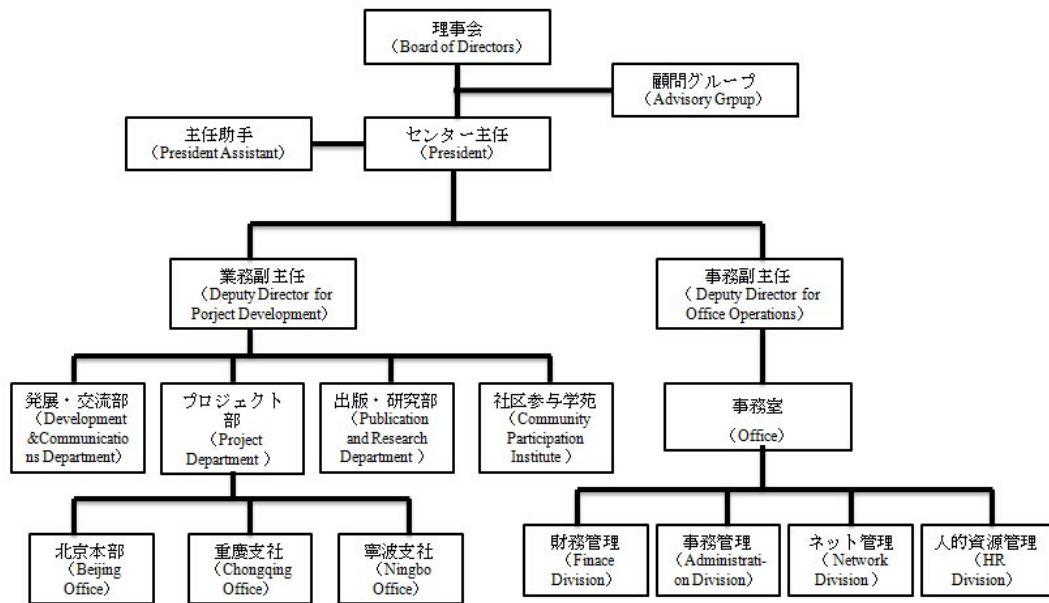 理事会
（Board of Directors）
顧問グループ
（Advisory Grpup）
主任助手
（President Assistant）
センター主任
（President）
業務副主任
（Deputy Director for
Porject Development）
事務副主任
（ Deputy Director for
Office Operations）
発展・交流部
（Development
&Communicatio
ns Department）
プロジェクト
部
（Project
Department ）
出版・研究部
（Publication
and Research
Department ）
社区参与学苑
（Community
Participation
Institute ）
事務室
（Office）
北京本部
（Beijing
Office）
重慶支社
（Chongqing
Office）
寧波支社
（Ningbo
Office）
財務管理
（Finace
Division）
事務管理
（Administrati-
on Division）
ネット管理
（Network
Division）
人的資源管理
（HR
Division）